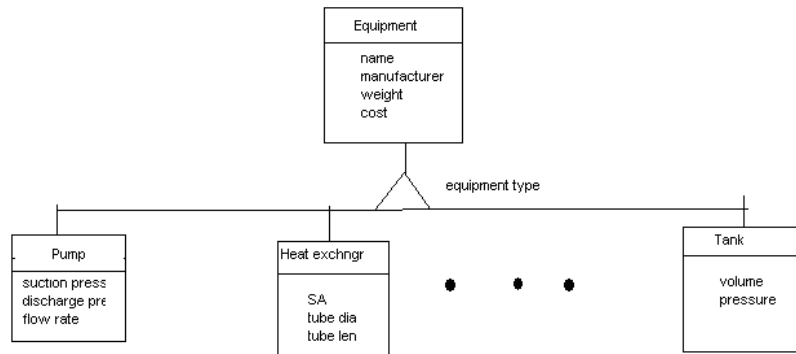 Equipment
name
manufacturer
weight
cost
equipment type
Pump
suction press
discharge pre
flow rate
Heat exchngr
SA
tube dia
tube len
Tank
volume
pressure